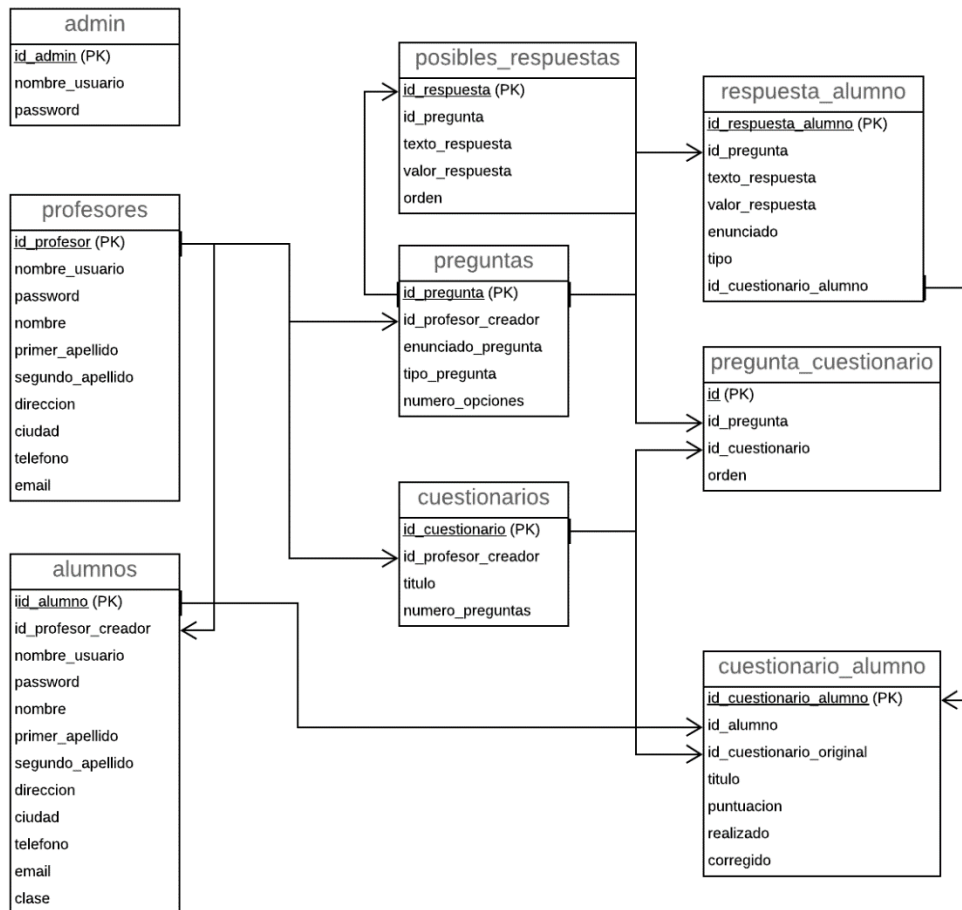 admin
id_admin (PK)
nombre_usuario
password
profesores
id_profesor (PK)
nombre_usuario
password
nombre
primer_apellido
segundo_apellido
direccion
ciudad
telefono
email
alumnos
iid_alumno (PK)
id_profesor_creador
nombre_usuario
password
nombre
primer_apellido
segundo_apellido
direccion
ciudad
telefono
email
clase
posibles_respuestas
id_respuesta (PK)
id_pregunta
texto_respuesta
valor_respuesta
orden
preguntas
id_pregunta (PK)
id_profesor_creador
enunciado_pregunta
tipo_pregunta
numero_opciones
cuestionarios
id_cuestionario (PK)
id_profesor_creador
titulo
numero_preguntas
respuesta_alumno
id_respuesta_alumno (PK)
id_pregunta
texto_respuesta
valor_respuesta
enunciado
tipo
id_cuestionario_alumno
pregunta_cuestionario
id (PK)
id_pregunta
id_cuestionario
orden
cuestionario_alumno
id_cuestionario_alumno (PK)
id_alumno
id_cuestionario_original
titulo
puntuacion
realizado
corregido